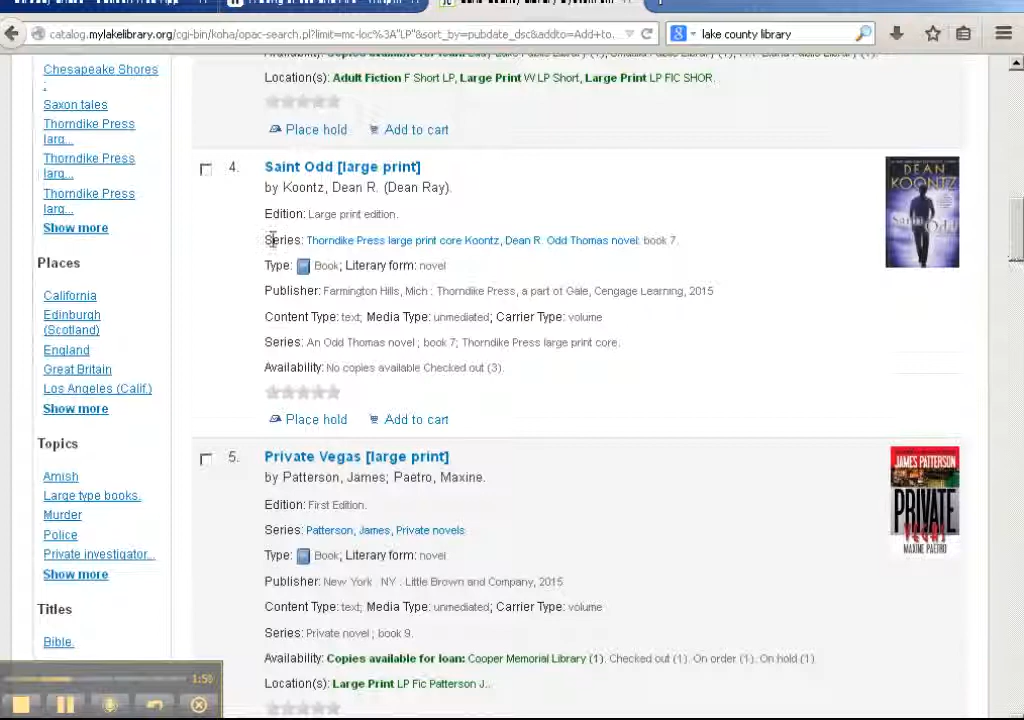 catalog.mylakelibrary.org/cgi-bin/koha/opac-search.pl?limit=mc-loc%3A"LP"&sort_by=pubdate_dsc&addto=Add+to...
lake county library
Chesapeake Shores
:
Saxon tales
Thorndike Press
larg...
Thorndike Press
larg...
Thorndike Press
larg...
Show more
Places
California
Edinburgh
(Scotland)
England
Great Britain
Los Angeles (Calif.)
Show more
Topics
Amish
Large type books.
Murder
Police
Private investigator...
Show more
Titles
Bible.
1:50
Location(s): Adult Fiction F Short LP, Large Print W LP Short, Large Print LP FIC SHOR.
Place hold Add to cart
4. Saint Odd [large print]
by Koontz, Dean R. (Dean Ray).
Edition: Large print edition.
Series: Thorndike Press large print core Koontz, Dean R. Odd Thomas novel: book 7.
Type: Book; Literary form: novel
Publisher: Farmington Hills, Mich : Thorndike Press, a part of Gale, Cengage Learning, 2015
Content Type: text; Media Type: unmediated; Carrier Type: volume
Series: An Odd Thomas novel ; book 7; Thorndike Press large print core.
Availability: No copies available Checked out (3).
Place hold Add to cart
DEAN
KOONTZ
Saint Odd
5. Private Vegas [large print]
by Patterson, James; Paetro, Maxine.
Edition: First Edition.
Series: Patterson, James, Private novels
Type: Book; Literary form: novel
Publisher: New York NY : Little Brown and Company, 2015
Content Type: text; Media Type: unmediated; Carrier Type: volume
Series: Private novel ; book 9.
Availability: Copies available for loan: Cooper Memorial Library (1). Checked out (1). On order (1). On hold (1)
Location(s): Large Print LP Fic Patterson J..
JAMES PATTERSON
PRIVATE
VEGAS
MAXINE PAETRO